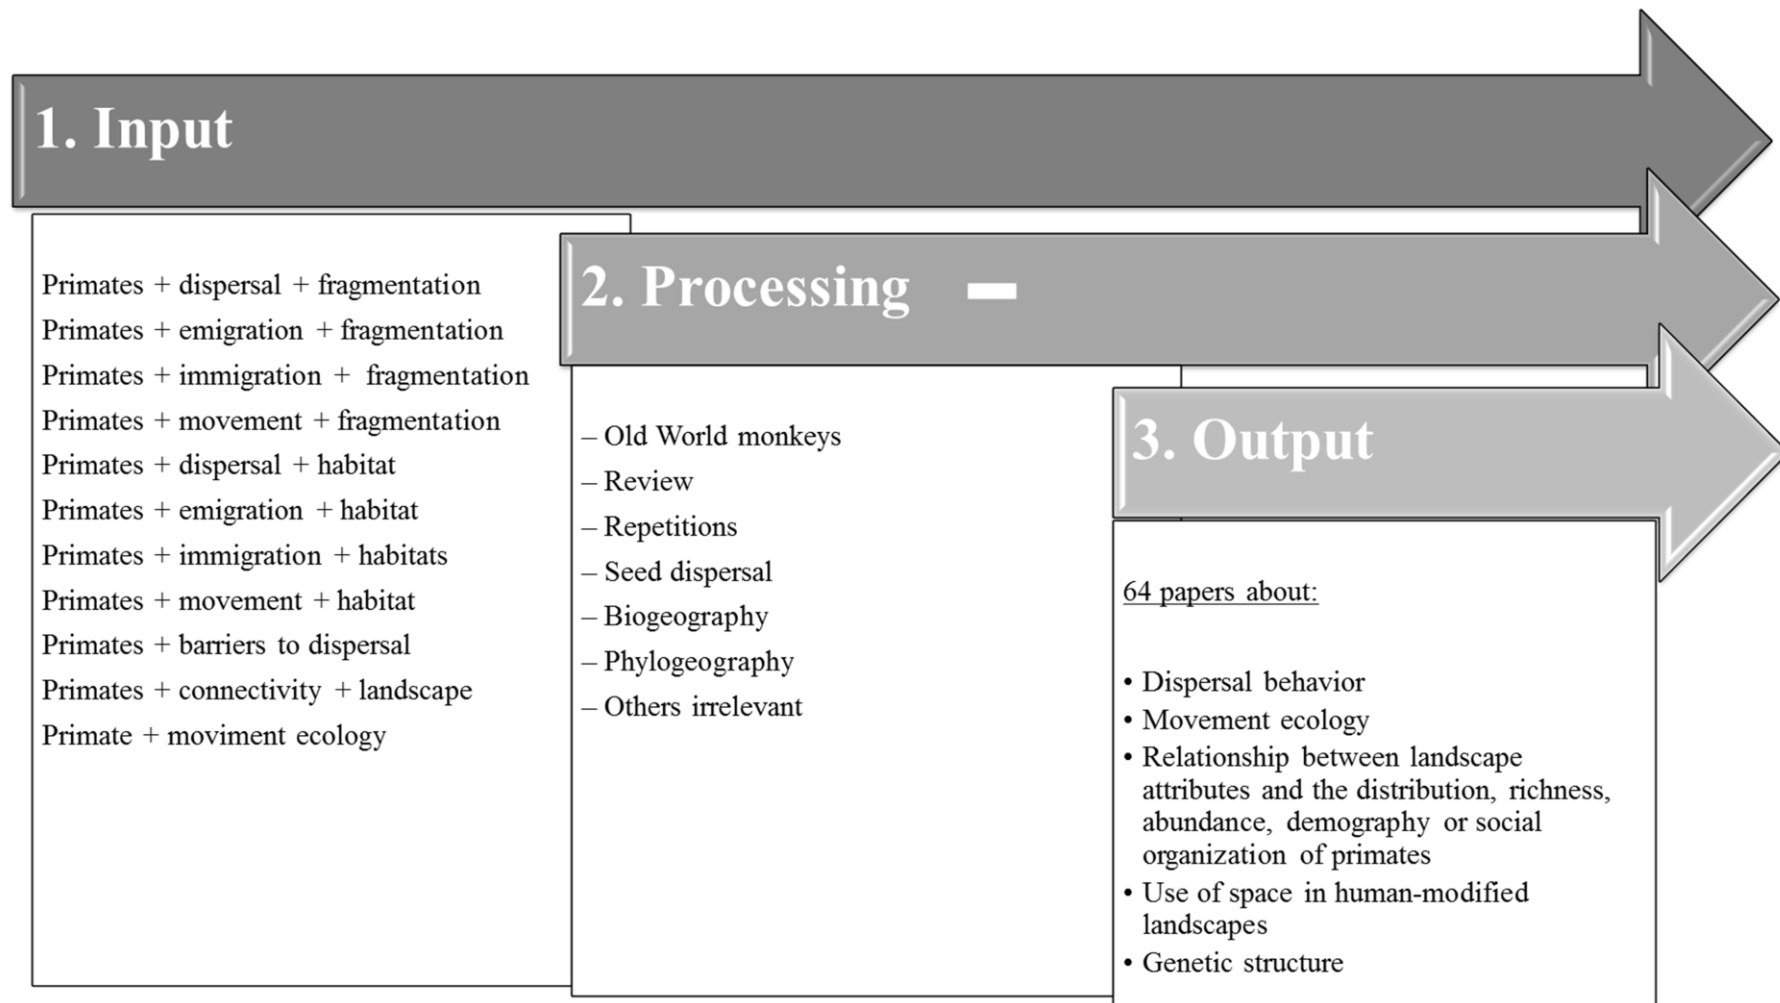 1. Input
Primates + dispersal + fragmentation
Primates + emigration + fragmentation
Primates + immigration + fragmentation
Primates + movement + fragmentation
Primates + dispersal + habitat
Primates + emigration + habitat
Primates + immigration + habitats
Primates + movement + habitat
Primates + barriers to dispersal
Primates + connectivity + landscape
Primate + moviment ecology
2. Processing –
– Old World monkeys
– Review
– Repetitions
– Seed dispersal
– Biogeography
– Phylogeography
– Others irrelevant
3. Output
64 papers about:
• Dispersal behavior
• Movement ecology
• Relationship between landscape
attributes and the distribution, richness,
abundance, demography or social
organization of primates
• Use of space in human-modified
landscapes
• Genetic structure